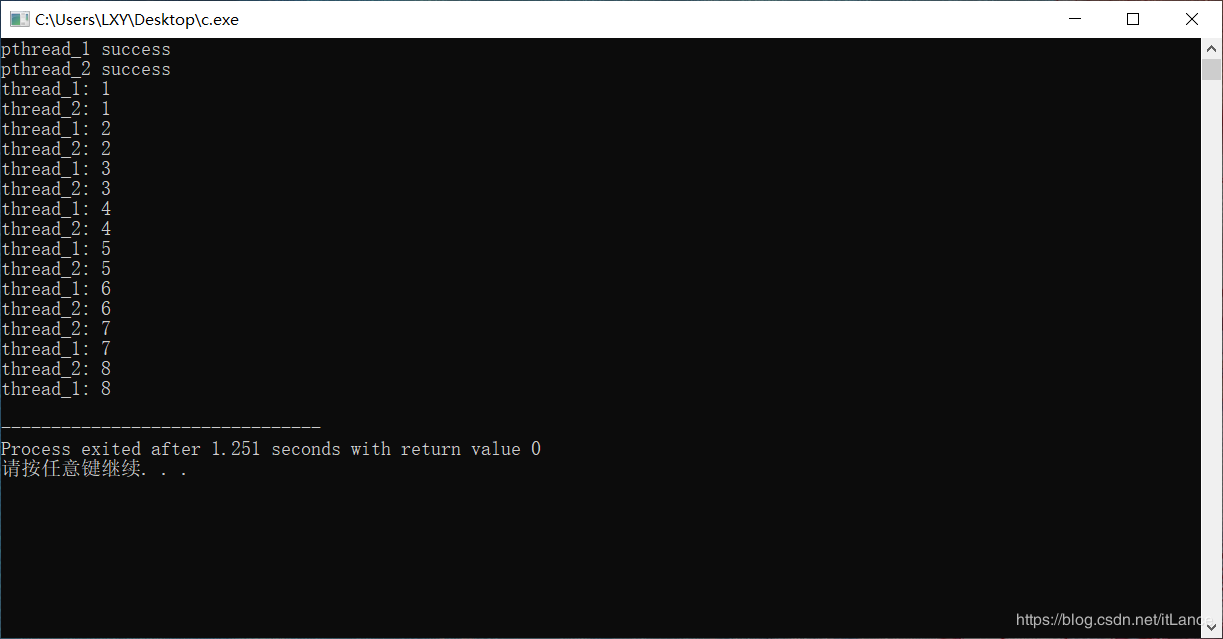 C:\Users\LXY\Desktop\c.exe
pthread_1 success
pthread_2 success
thread_1: 1
thread_2: 1
thread_1: 2
thread_2: 2
thread_1: 3
thread_2: 3
thread_1: 4
thread_2: 4
thread_1: 5
thread_2: 5
thread_1: 6
thread_2: 6
thread_2: 7
thread_1: 7
thread_2: 8
thread_1: 8
--------------------------------
Process exited after 1.251 seconds with return value 0
请按任意键继续. . .
https://blog.csdn.net/itLance